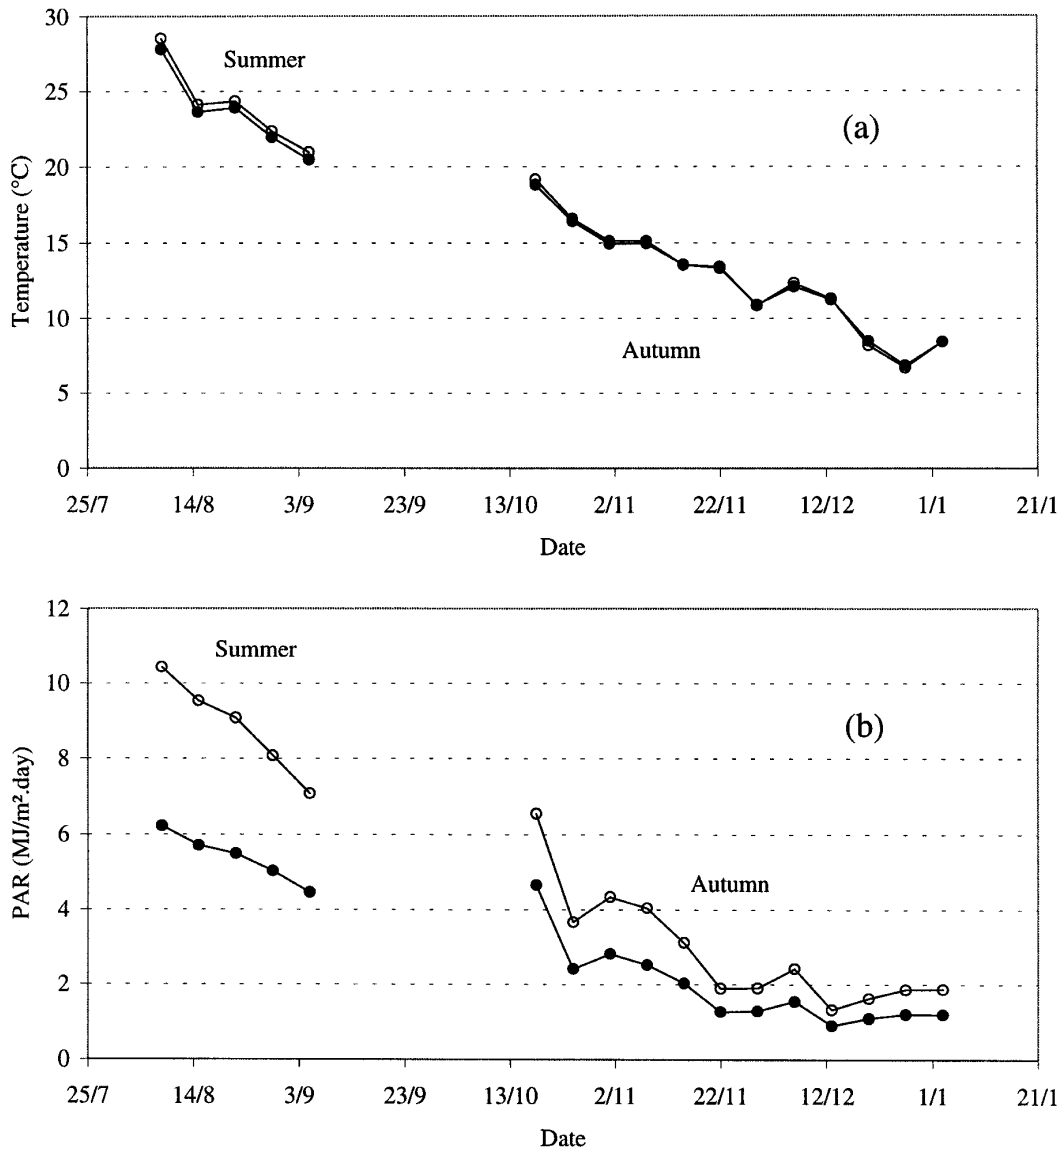 30
25
20
15
10
5
0
Temperature (°C)
Summer
(a)
Autumn
25/7 14/8 3/9 23/9 13/10 2/11 22/11 12/12 1/1 21/1
Date
12
10
8
6
4
2
0
PAR (MJ/m².day)
Summer
(b)
Autumn
25/7 14/8 3/9 23/9 13/10 2/11 22/11 12/12 1/1 21/1
Date